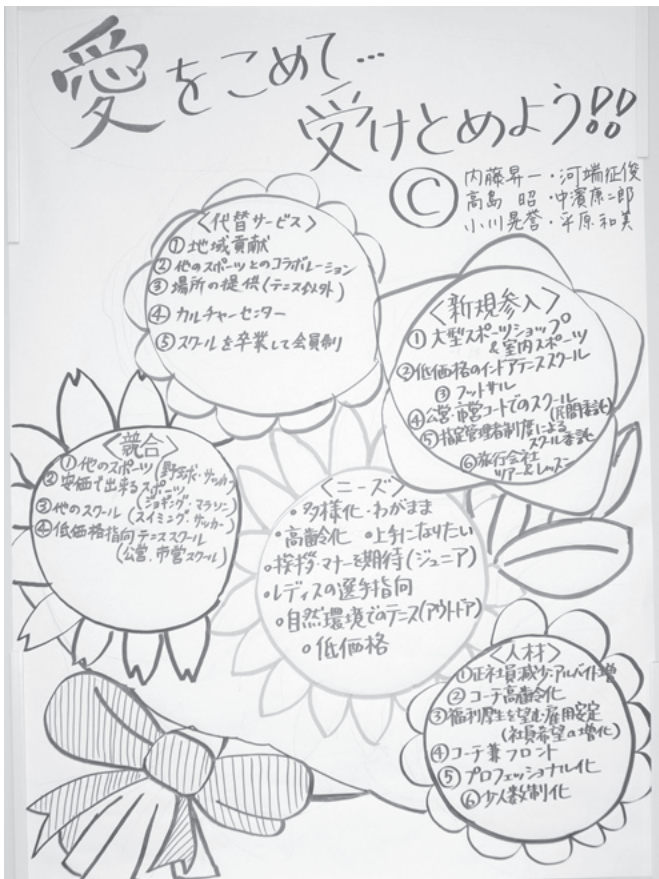 愛をこめて…
受けとめよう!!
Ⓒ
内藤昇一・河端征俊
高島 昭・中濱康二郎
小川晃誉・平原和美
〈代替サービス〉
①地域貢献
②他のスポーツとのコラボレーション
③場所の提供(テニス以外)
④カルチャーセンター
⑤スクールを卒業して会員制
〈新規参入〉
①大型スポーツショップ
&室内スポーツ
②低価格のインドアテニススクール
③フットサル
④公営・市営コートでのスクール
(民間委託)
⑤指定管理者制度による
スクール委託
⑥旅行会社
ツアー&レッスン
〈競合〉
①他のスポーツ(野球・サッカー
②安価で出来るスポーツ
(ジョギング・マラソン)
③他のスクール(スイミング・サッカー)
④低価格指向テニススクール
(公営・市営スクール)
〈ニーズ〉
・多様化・わがまま
・高齢化 ・上手になりたい
・挨拶・マナーを期待(ジュニア)
・レディスの選手指向
・自然環境でのテニス(アウトドア)
・低価格
〈人材〉
①正社員減少・アルバイト増
②コーチ高齢化
③福利厚生を望む・雇用安定
(社員希望の増化)
④コーチ兼フロント
⑤プロフェッショナル化
⑥少人数制化